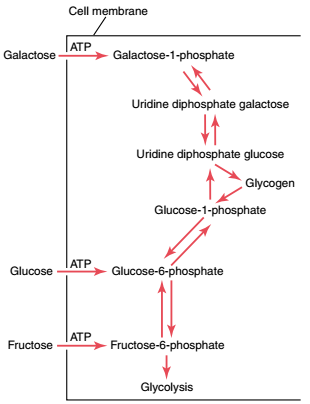 Cell membrane
ATP
Galactose
Galactose-1-phosphate
Uridine diphosphate galactose
Uridine diphosphate glucose
Glycogen
Glucose-1-phosphate
ATP
Glucose
Glucose-6-phosphate
ATP
Fructose
Fructose-6-phosphate
Glycolysis